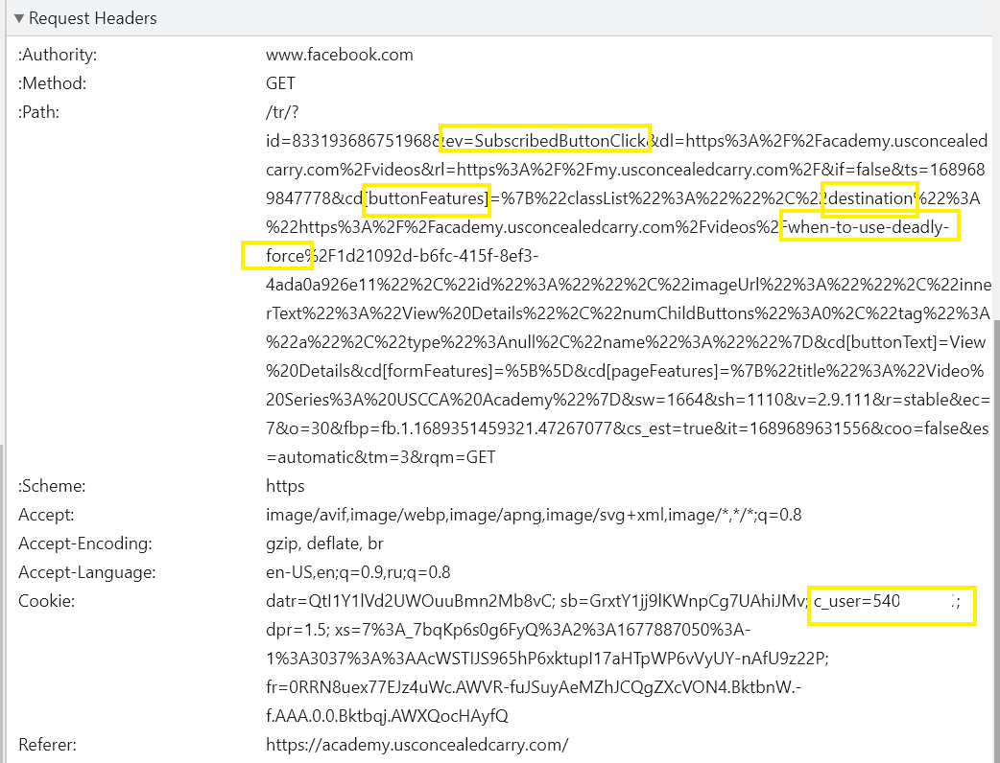 ▼ Request Headers
:Authority: www.facebook.com
:Method: GET
:Path: /tr/?
id=833193686751968&ev=SubscribedButtonClick&dl=https%3A%2F%2Facademy.usconcealed
carry.com%2Fvideos&rl=https%3A%2F%2Fmy.usconcealedcarry.com%2F&if=false&ts=168968
9847778&cd[buttonFeatures]=%7B%22classList%22%3A%22%22%2C%22destination%22%3A
%22https%3A%2F%2Facademy.usconcealedcarry.com%2Fvideos%2Fwhen-to-use-deadly-
force%2F1d21092d-b6fc-415f-8ef3-
4ada0a926e11%22%2C%22id%22%3A%22%22%2C%22imageUrl%22%3A%22%22%2C%22inne
rText%22%3A%22View%20Details%22%2C%22numChildButtons%22%3A0%2C%22tag%22%3A
%22a%22%2C%22type%22%3Anull%2C%22name%22%3A%22%22%7D&cd[buttonText]=View
%20Details&cd[formFeatures]=%5B%5D&cd[pageFeatures]=%7B%22title%22%3A%22Video%
20Series%3A%20USCCA%20Academy%22%7D&sw=1664&sh=1110&v=2.9.111&r=stable&ec=
7&o=30&fbp=fb.1.1689351459321.47267077&cs_est=true&it=1689689631556&coo=false&es
=automatic&tm=3&rqm=GET
:Scheme: https
Accept: image/avif,image/webp,image/apng,image/svg+xml,image/*,*/*;q=0.8
Accept-Encoding: gzip, deflate, br
Accept-Language: en-US,en;q=0.9,ru;q=0.8
Cookie: datr=QtI1Y1lVd2UWOuuBmn2Mb8vC; sb=GrxtY1jj9lKWnpCg7UAhiJMv; c_user=540 ;
dpr=1.5; xs=7%3A_7bqKp6s0g6FyQ%3A2%3A1677887050%3A-
1%3A3037%3A%3AAcWSTIJS965hP6xktupI17aHTpWP6vVyUY-nAfU9z22P;
fr=0RRN8uex77EJz4uWc.AWVR-fuJSuyAeMZhJCQgZXcVON4.BktbnW.-
f.AAA.0.0.Bktbqj.AWXQocHAyfQ
Referer: https://academy.usconcealedcarry.com/